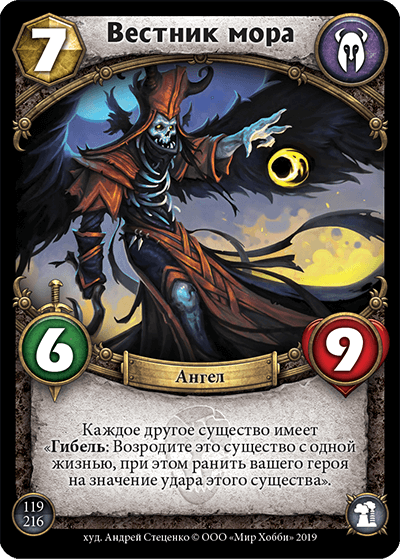 7
Вестник мора
6
9
Ангел
Каждое другое существо имеет
«Гибель: Возродите это существо с одной
жизнью, при этом ранить вашего героя
на значение удара этого существа».
119
216
худ. Андрей Стеценко © ООО «Мир Хобби» 2019